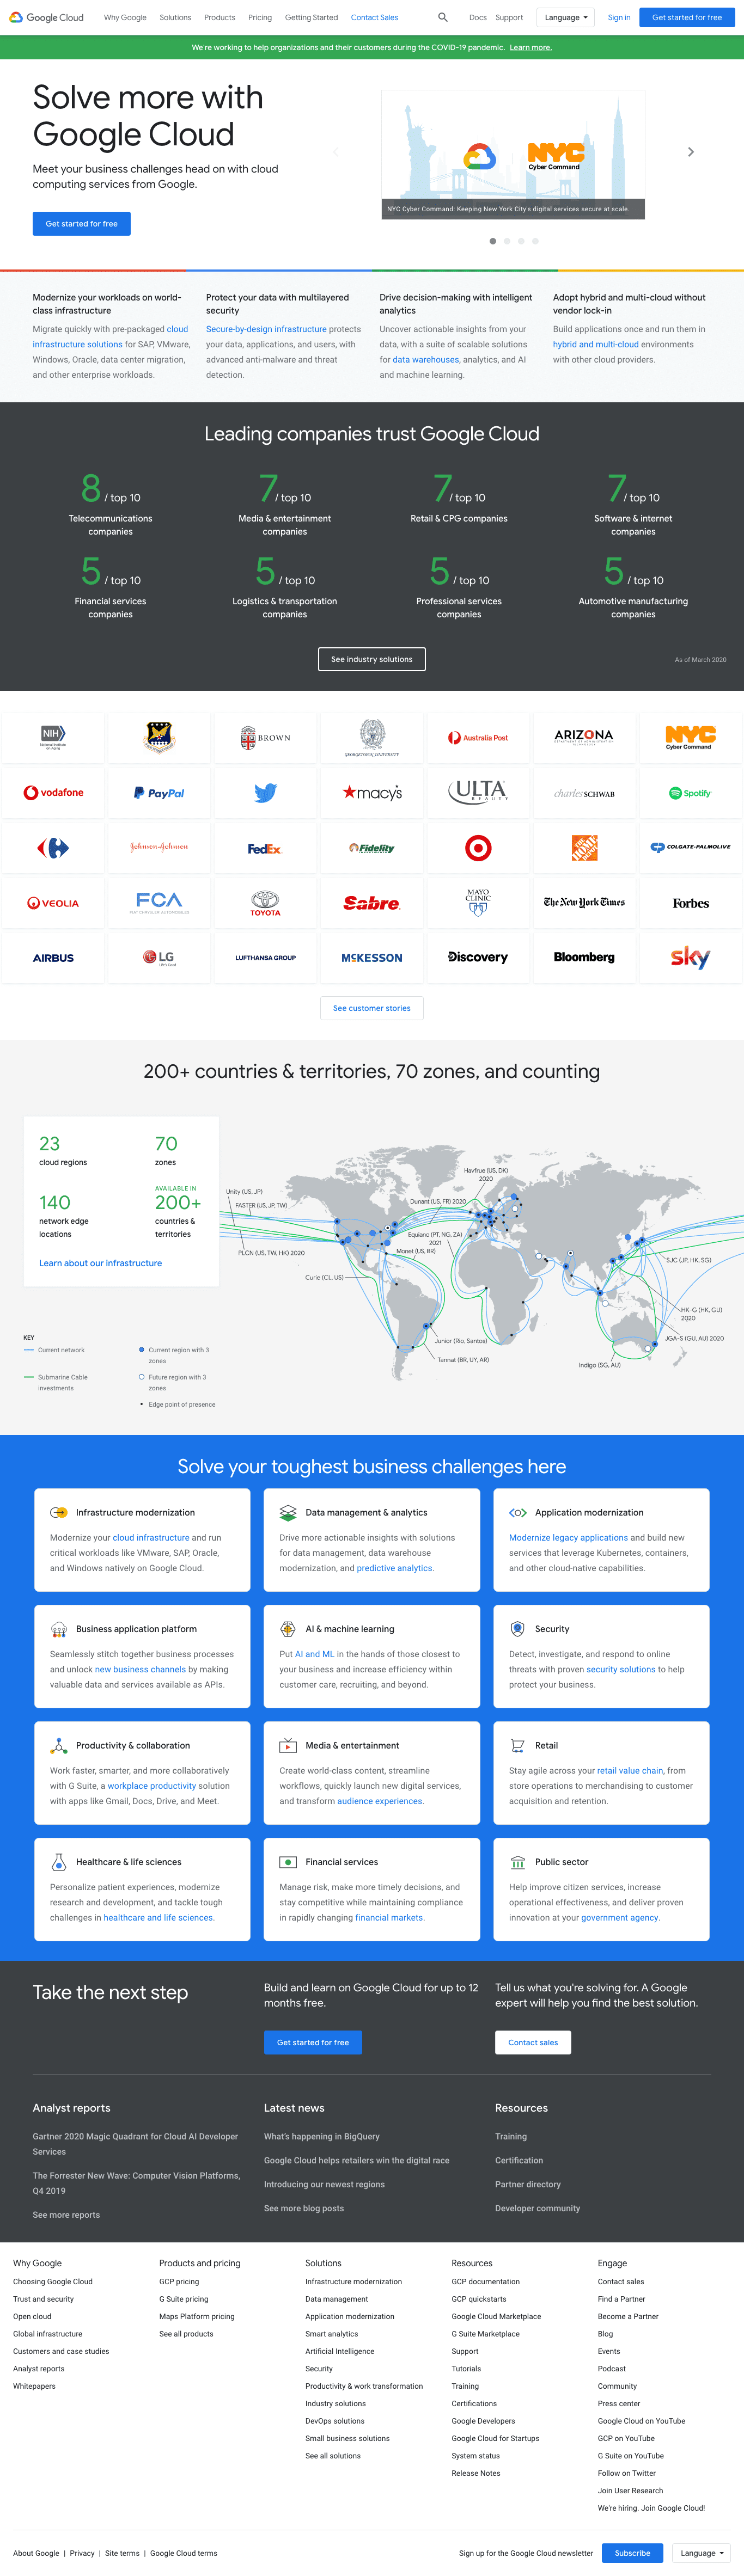 Google Cloud
Why Google
Solutions
Products
Pricing
Getting Started
Contact Sales
Docs
Support
Language
Sign in
Get started for free
We're working to help organizations and their customers during the COVID-19 pandemic. Learn more.
Solve more with
Google Cloud
Meet your business challenges head on with cloud
computing services from Google.
Get started for free
NYC
Cyber Command
NYC Cyber Command: Keeping New York City's digital services secure at scale.
Modernize your workloads on world-
class infrastructure
Migrate quickly with pre-packaged cloud
infrastructure solutions for SAP, VMware,
Windows, Oracle, data center migration,
and other enterprise workloads.
Protect your data with multilayered
security
Secure-by-design infrastructure protects
your data, applications, and users, with
advanced anti-malware and threat
detection.
Drive decision-making with intelligent
analytics
Uncover actionable insights from your
data, with a suite of scalable solutions
for data warehouses, analytics, and AI
and machine learning.
Adopt hybrid and multi-cloud without
vendor lock-in
Build applications once and run them in
hybrid and multi-cloud environments
with other cloud providers.
Leading companies trust Google Cloud
8 / top 10
Telecommunications
companies
7 / top 10
Media & entertainment
companies
7 / top 10
Retail & CPG companies
7 / top 10
Software & internet
companies
5 / top 10
Financial services
companies
5 / top 10
Logistics & transportation
companies
5 / top 10
Professional services
companies
5 / top 10
Automotive manufacturing
companies
See industry solutions
As of March 2020
NIH
National Institute
on Aging
BROWN
GEORGETOWN UNIVERSITY
Australia Post
ARIZONA
NYC
Cyber Command
vodafone
PayPal
macy's
ULTA
BEAUTY
charles SCHWAB
Spotify
Johnson & Johnson
FedEx
Fidelity
COLGATE-PALMOLIVE
VEOLIA
FCA
FIAT CHRYSLER AUTOMOBILES
TOYOTA
Sabre
MAYO
CLINIC
The New York Times
Forbes
AIRBUS
LG
Life's Good
LUFTHANSA GROUP
MCKESSON
Discovery
Bloomberg
sky
See customer stories
200+ countries & territories, 70 zones, and counting
23
cloud regions
70
zones
140
network edge
locations
AVAILABLE IN
200+
countries &
territories
Learn about our infrastructure
KEY
Current network
Submarine Cable
investments
Current region with 3
zones
Future region with 3
zones
Edge point of presence
Unity (US, JP)
FASTER (US, JP, TW)
PLCN (US, TW, HK) 2020
Curie (CL, US)
Havfrue (US, DK)
2020
Dunant (US, FR) 2020
Equiano (PT, NG, ZA)
2021
Monet (US, BR)
Junior (Rio, Santos)
Tannat (BR, UY, AR)
SJC (JP, HK, SG)
HK-G (HK, GU)
2020
JGA-S (GU, AU) 2020
Indigo (SG, AU)
Solve your toughest business challenges here
Infrastructure modernization
Modernize your cloud infrastructure and run
critical workloads like VMware, SAP, Oracle,
and Windows natively on Google Cloud.
Data management & analytics
Drive more actionable insights with solutions
for data management, data warehouse
modernization, and predictive analytics.
Application modernization
Modernize legacy applications and build new
services that leverage Kubernetes, containers,
and other cloud-native capabilities.
Business application platform
Seamlessly stitch together business processes
and unlock new business channels by making
valuable data and services available as APIs.
AI & machine learning
Put AI and ML in the hands of those closest to
your business and increase efficiency within
customer care, recruiting, and beyond.
Security
Detect, investigate, and respond to online
threats with proven security solutions to help
protect your business.
Productivity & collaboration
Work faster, smarter, and more collaboratively
with G Suite, a workplace productivity solution
with apps like Gmail, Docs, Drive, and Meet.
Media & entertainment
Create world-class content, streamline
workflows, quickly launch new digital services,
and transform audience experiences.
Retail
Stay agile across your retail value chain, from
store operations to merchandising to customer
acquisition and retention.
Healthcare & life sciences
Personalize patient experiences, modernize
research and development, and tackle tough
challenges in healthcare and life sciences.
Financial services
Manage risk, make more timely decisions, and
stay competitive while maintaining compliance
in rapidly changing financial markets.
Public sector
Help improve citizen services, increase
operational effectiveness, and deliver proven
innovation at your government agency.
Take the next step
Build and learn on Google Cloud for up to 12
months free.
Get started for free
Tell us what you're solving for. A Google
expert will help you find the best solution.
Contact sales
Analyst reports
Gartner 2020 Magic Quadrant for Cloud AI Developer
Services
The Forrester New Wave: Computer Vision Platforms,
Q4 2019
See more reports
Latest news
What's happening in BigQuery
Google Cloud helps retailers win the digital race
Introducing our newest regions
See more blog posts
Resources
Training
Certification
Partner directory
Developer community
Why Google
Choosing Google Cloud
Trust and security
Open cloud
Global infrastructure
Customers and case studies
Analyst reports
Whitepapers
Products and pricing
GCP pricing
G Suite pricing
Maps Platform pricing
See all products
Solutions
Infrastructure modernization
Data management
Application modernization
Smart analytics
Artificial Intelligence
Security
Productivity & work transformation
Industry solutions
DevOps solutions
Small business solutions
See all solutions
Resources
GCP documentation
GCP quickstarts
Google Cloud Marketplace
G Suite Marketplace
Support
Tutorials
Training
Certifications
Google Developers
Google Cloud for Startups
System status
Release Notes
Engage
Contact sales
Find a Partner
Become a Partner
Blog
Events
Podcast
Community
Press center
Google Cloud on YouTube
GCP on YouTube
G Suite on YouTube
Follow on Twitter
Join User Research
We're hiring. Join Google Cloud!
About Google | Privacy | Site terms | Google Cloud terms
Sign up for the Google Cloud newsletter
Subscribe
Language